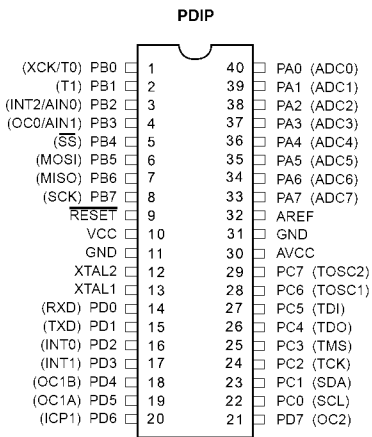 PDIP
(XCK/T0) PB0 1 40 PA0 (ADC0)
(T1) PB1 2 39 PA1 (ADC1)
(INT2/AIN0) PB2 3 38 PA2 (ADC2)
(OC0/AIN1) PB3 4 37 PA3 (ADC3)
(S̅S̅) PB4 5 36 PA4 (ADC4)
(MOSI) PB5 6 35 PA5 (ADC5)
(MISO) PB6 7 34 PA6 (ADC6)
(SCK) PB7 8 33 PA7 (ADC7)
R̅E̅S̅E̅T̅ 9 32 AREF
VCC 10 31 GND
GND 11 30 AVCC
XTAL2 12 29 PC7 (TOSC2)
XTAL1 13 28 PC6 (TOSC1)
(RXD) PD0 14 27 PC5 (TDI)
(TXD) PD1 15 26 PC4 (TDO)
(INT0) PD2 16 25 PC3 (TMS)
(INT1) PD3 17 24 PC2 (TCK)
(OC1B) PD4 18 23 PC1 (SDA)
(OC1A) PD5 19 22 PC0 (SCL)
(ICP1) PD6 20 21 PD7 (OC2)